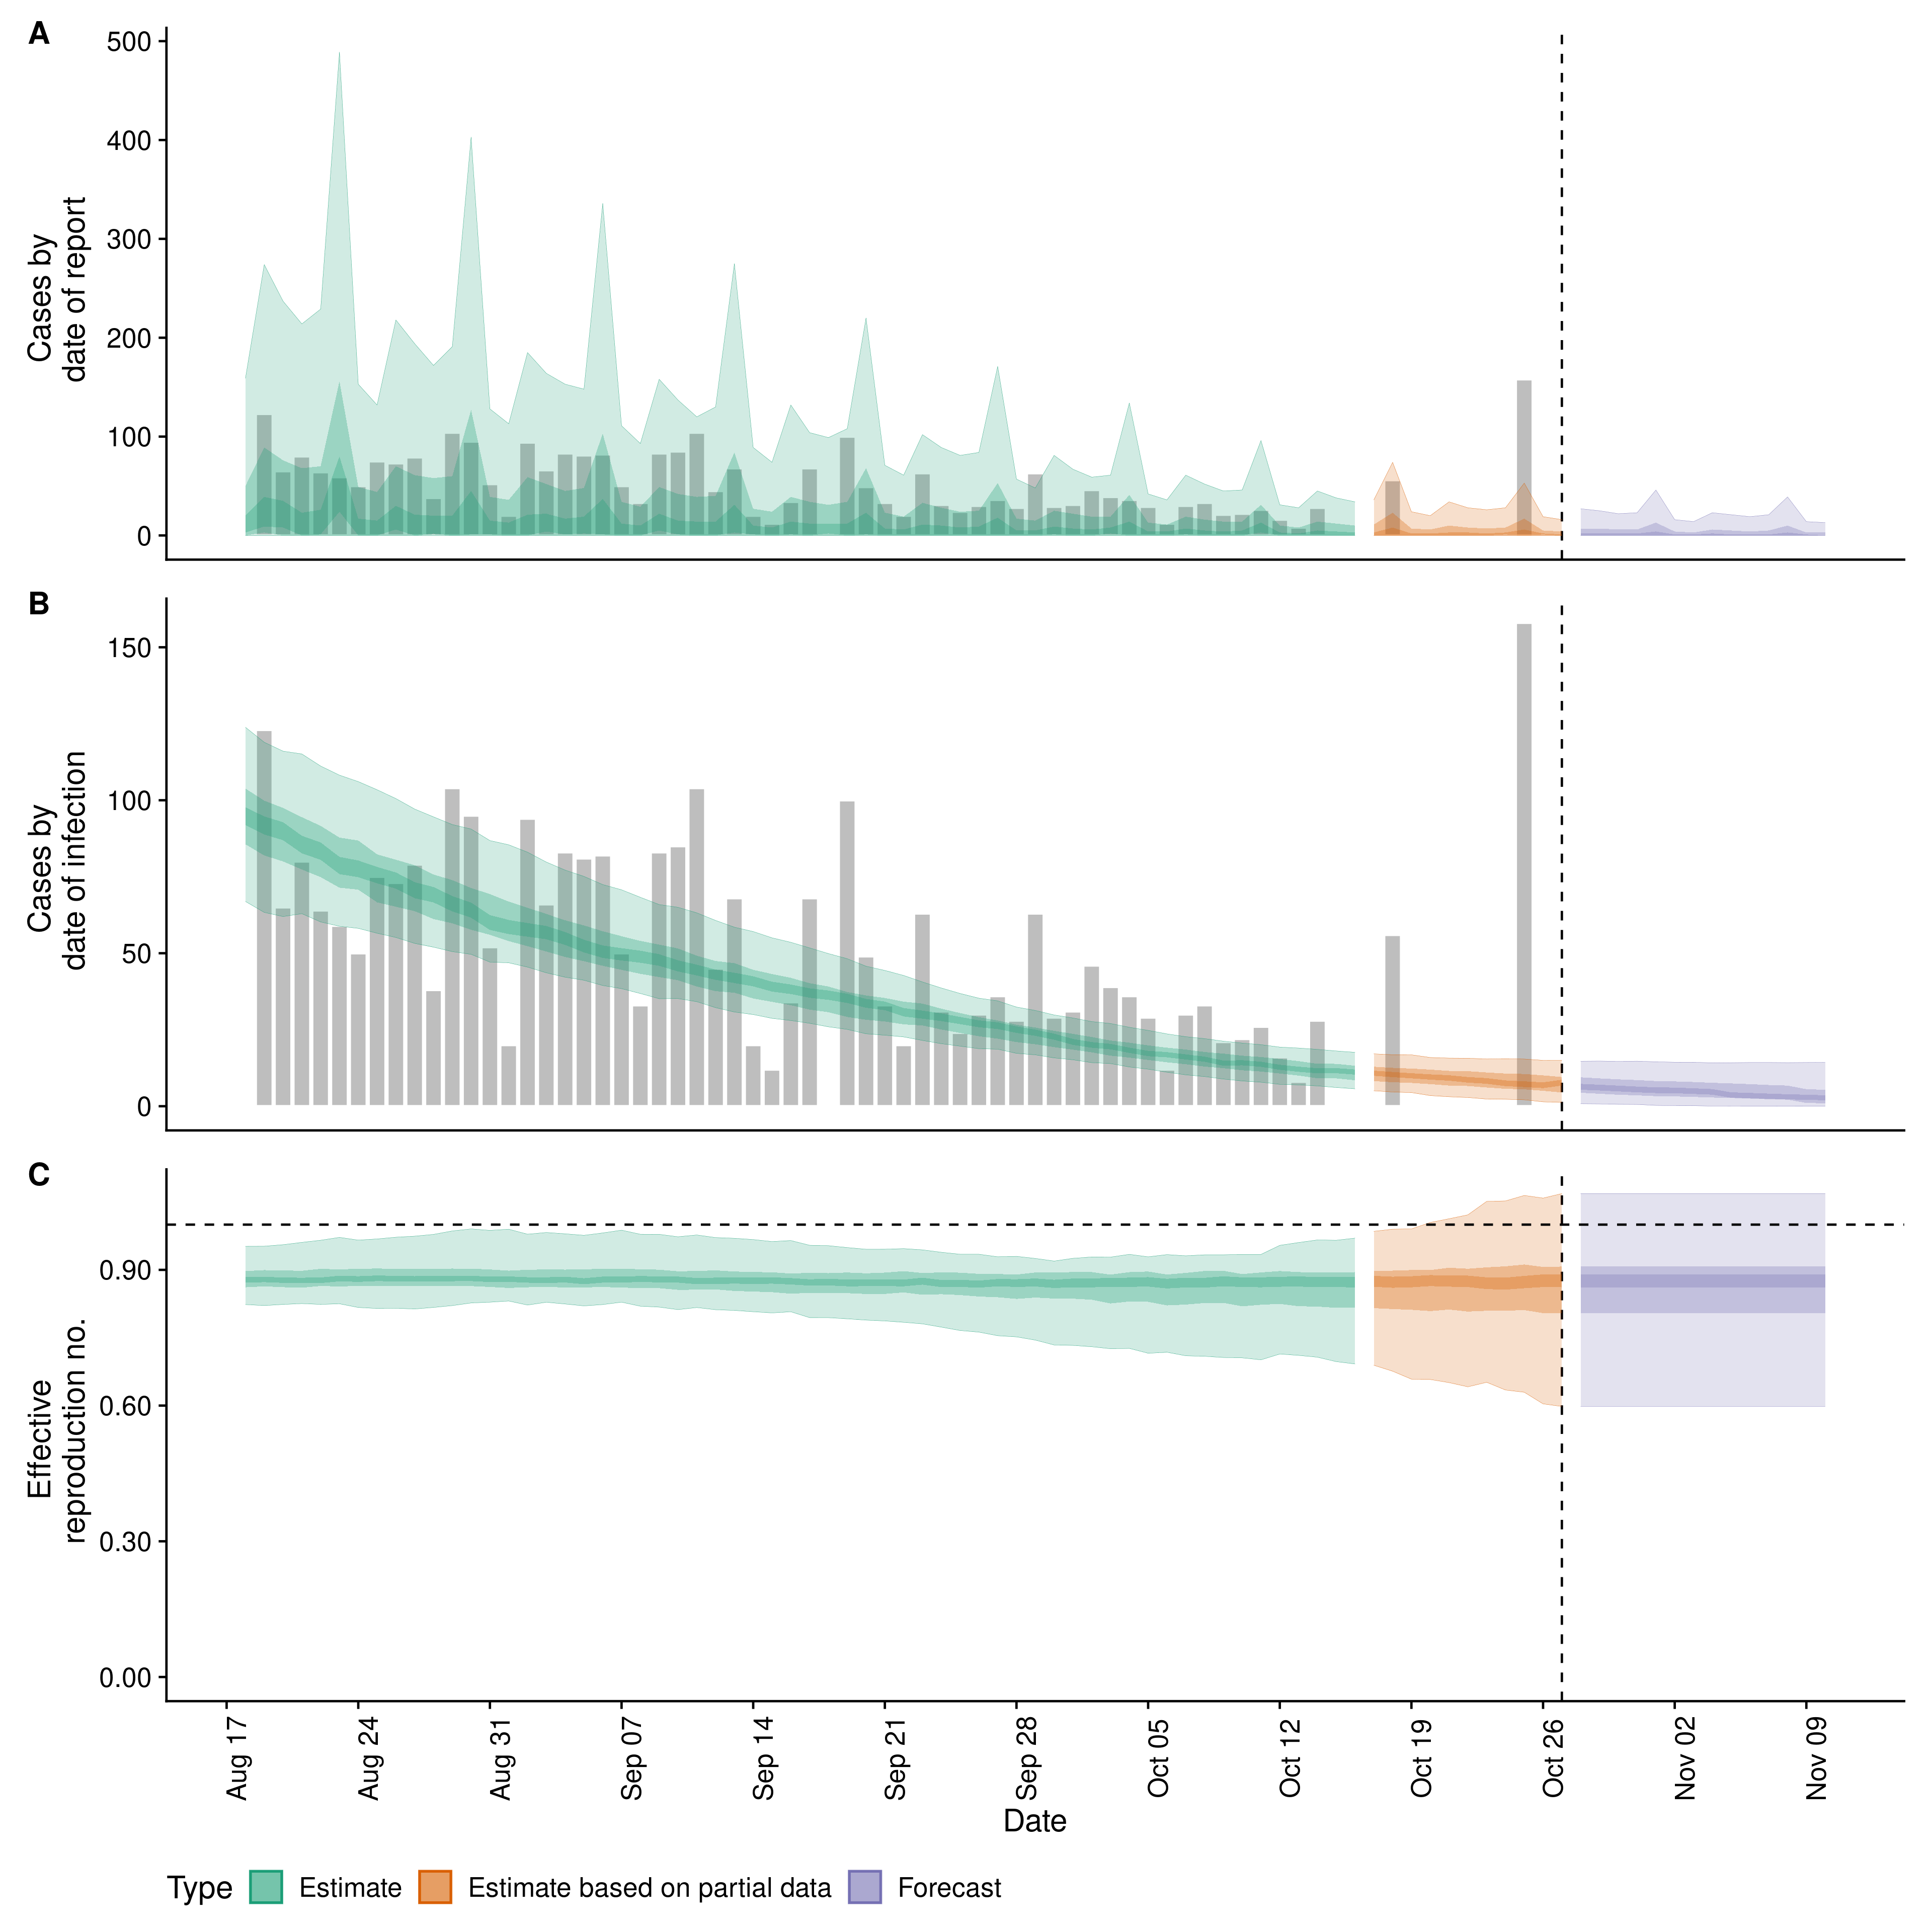 A
500
400
300
200
100
0
Cases by
date of report
B
150
100
50
0
Cases by
date of infection
C
0.90
0.60
0.30
0.00
Effective
reproduction no.
Aug 17
Aug 24
Aug 31
Sep 07
Sep 14
Sep 21
Sep 28
Oct 05
Oct 12
Oct 19
Oct 26
Nov 02
Nov 09
Date
Type Estimate Estimate based on partial data Forecast